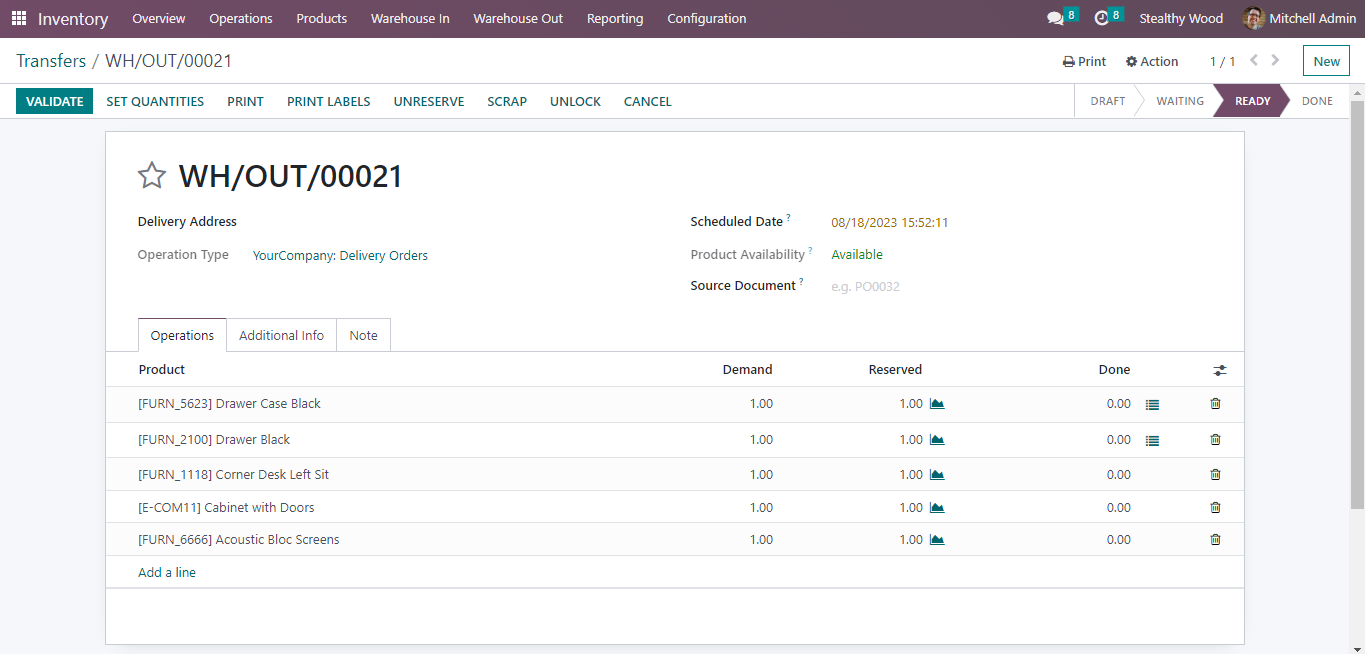 Inventory Overview Operations Products Warehouse In Warehouse Out Reporting Configuration 8 8 Stealthy Wood Mitchell Admin
Transfers / WH/OUT/00021 Print Action 1 / 1 New
VALIDATE SET QUANTITIES PRINT PRINT LABELS UNRESERVE SCRAP UNLOCK CANCEL DRAFT WAITING READY DONE
WH/OUT/00021
Delivery Address Scheduled Date ? 08/18/2023 15:52:11
Operation Type YourCompany: Delivery Orders Product Availability ? Available
Source Document ? e.g. PO0032
Operations Additional Info Note
Product Demand Reserved Done
[FURN_5623] Drawer Case Black 1.00 1.00 0.00
[FURN_2100] Drawer Black 1.00 1.00 0.00
[FURN_1118] Corner Desk Left Sit 1.00 1.00 0.00
[E-COM11] Cabinet with Doors 1.00 1.00 0.00
[FURN_6666] Acoustic Bloc Screens 1.00 1.00 0.00
Add a line